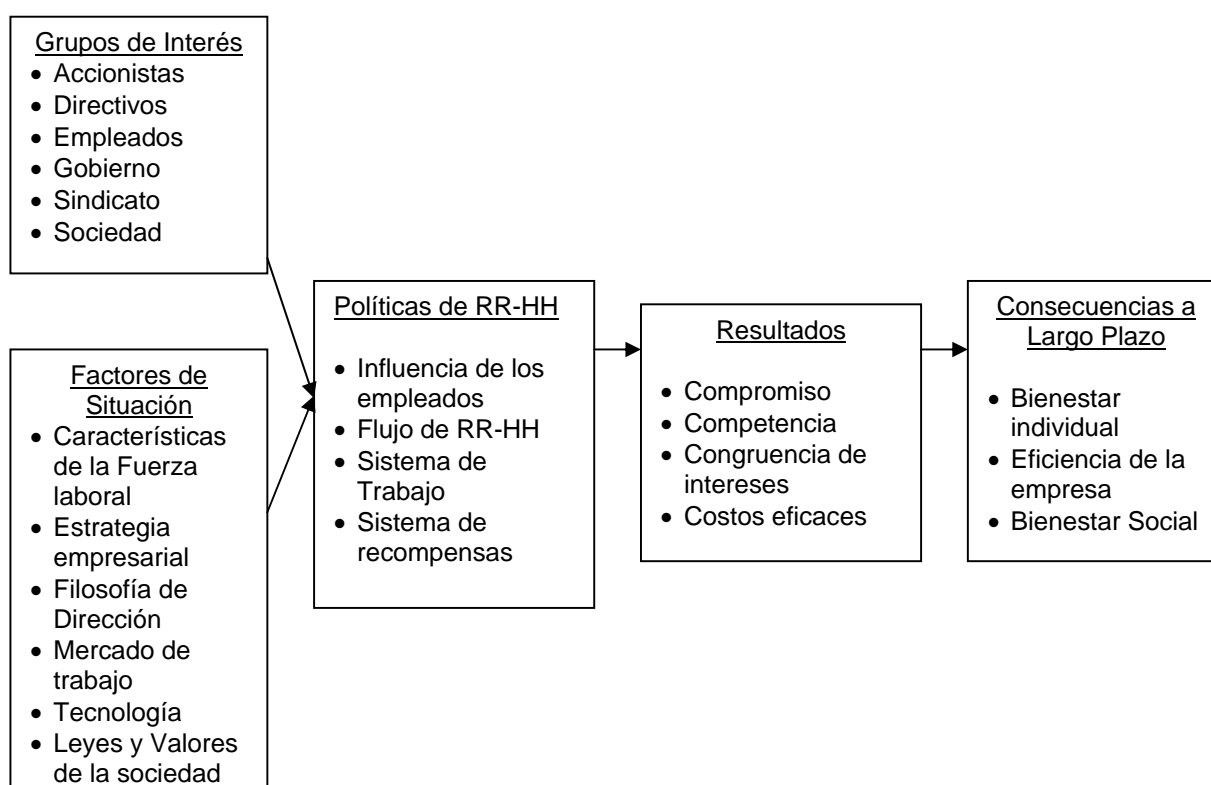 Grupos de Interés
• Accionistas
• Directivos
• Empleados
• Gobierno
• Sindicato
• Sociedad
Factores de
Situación
• Características
de la Fuerza
laboral
• Estrategia
empresarial
• Filosofía de
Dirección
• Mercado de
trabajo
• Tecnología
• Leyes y Valores
de la sociedad
Políticas de RR-HH
• Influencia de los
empleados
• Flujo de RR-HH
• Sistema de
Trabajo
• Sistema de
recompensas
Resultados
• Compromiso
• Competencia
• Congruencia de
intereses
• Costos eficaces
Consecuencias a
Largo Plazo
• Bienestar
individual
• Eficiencia de la
empresa
• Bienestar Social